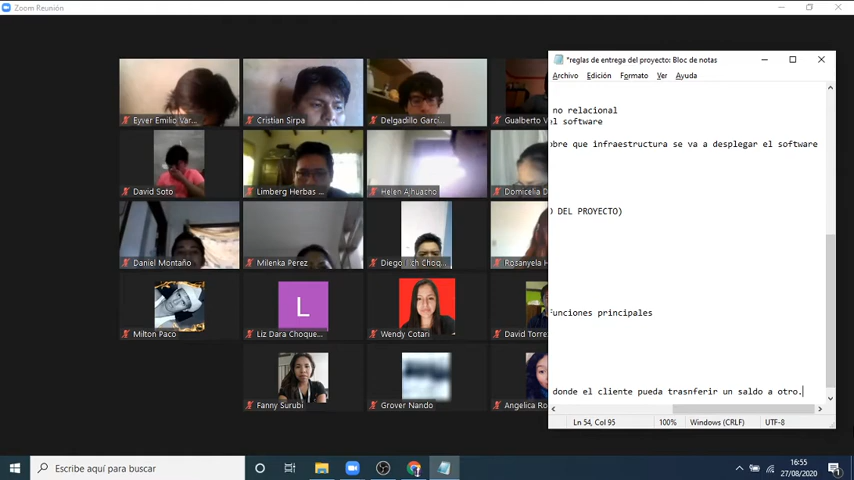 Zoom Reunión
*reglas de entrega del proyecto: Bloc de notas
Archivo Edición Formato Ver Ayuda
no relacional
l software
bre que infraestructura se va a desplegar el software
DEL PROYECTO)
Funciones principales
donde el cliente pueda trasnferir un saldo a otro.
Ln 54, Col 95 100% Windows (CRLF) UTF-8
Eyver Emilio Var...
Cristian Sirpa
Delgadillo Garci...
Gualberto
David Soto
Limberg Herbas ...
Helen Ajhuacho
Domicelia
Daniel Montaño
Milenka Perez
Diego
Choq...
Rosanyela
Milton Paco
L
Liz Dara Choque...
Wendy Cotari
David Torre
Fanny Surubi
Grover Nando
Angelica
Escribe aquí para buscar
16:55
27/08/2020